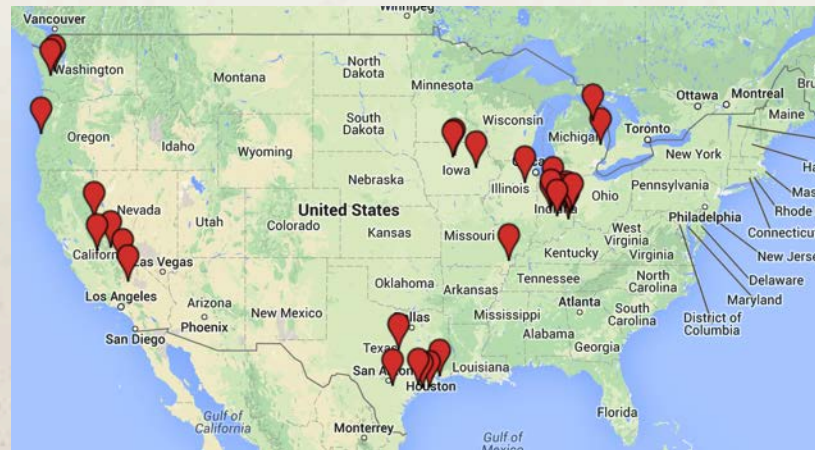 Winnipeg
Vancouver
Washington
Montana
North
Dakota
Minnesota
Ottawa
Montreal
Maine
Oregon
Idaho
Wyoming
South
Dakota
Wisconsin
Michigan
Toronto
New York
Iowa
Nebraska
Illinois
Ohio
Pennsylvania
Nevada
Utah
Colorado
United States
Kansas
Missouri
West
Virginia
Virginia
Kentucky
Philadelphia
Mass
Rhode
Connecticut
New Jerse
Delaware
Maryland
District of
Columbia
Las Vegas
Los Angeles
San Diego
Arizona
Phoenix
New Mexico
Oklahoma
Arkansas
Tennessee
North
Carolina
South
Carolina
Atlanta
Mississippi
Alabama
Georgia
Louisiana
Houston
Florida
Monterrey
Gulf of
California
Gulf of